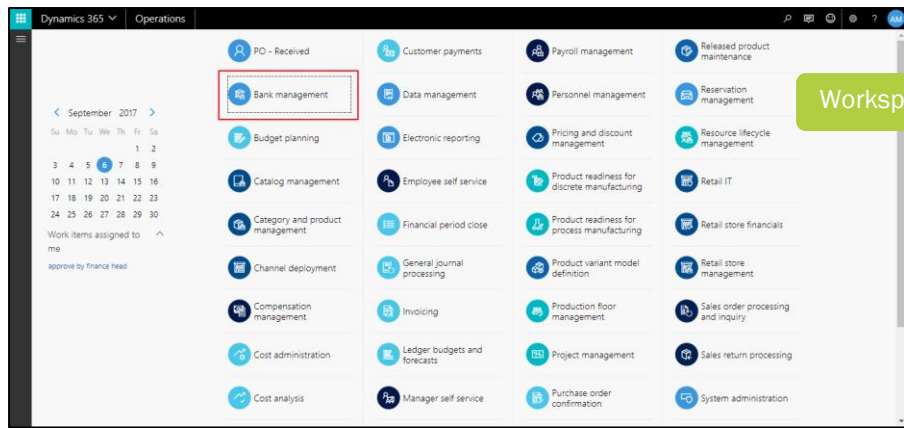 Dynamics 365 Operations
? AM
PO - Received
Customer payments
Payroll management
Released product
maintenance
Bank management
Data management
Personnel management
Reservation
management
Worksp
September 2017
Su Mo Tu We Th Fr Sa
1 2
3 4 5 6 7 8 9
10 11 12 13 14 15 16
17 18 19 20 21 22 23
24 25 26 27 28 29 30
Work items assigned to
me
approve by finance head
Budget planning
Electronic reporting
Pricing and discount
management
Resource lifecycle
management
Catalog management
Employee self service
Product readiness for
discrete manufacturing
Retail IT
Category and product
management
Financial period close
Product readiness for
process manufacturing
Retail store financials
Channel deployment
General journal
processing
Product variant model
definition
Retail store
management
Compensation
management
Invoicing
Production floor
management
Sales order processing
and inquiry
Cost administration
Ledger budgets and
forecasts
Project management
Sales return processing
Cost analysis
Manager self service
Purchase order
confirmation
System administration